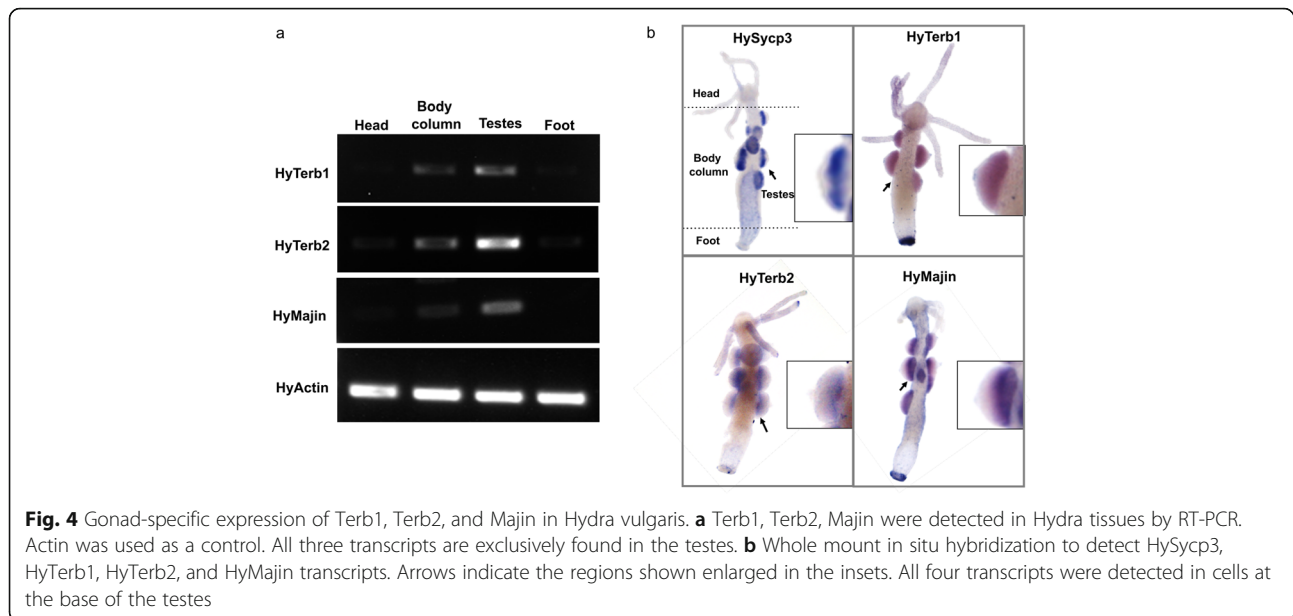 a
b
Head
Body
column
Testes
Foot
HyTerb1
HyTerb2
HyMajin
HyActin
HySycp3
Head
Body
column
Testes
Foot
HyTerb1
HyTerb2
HyMajin
Fig. 4 Gonad-specific expression of Terb1, Terb2, and Majin in Hydra vulgaris. a Terb1, Terb2, Majin were detected in Hydra tissues by RT-PCR.
Actin was used as a control. All three transcripts are exclusively found in the testes. b Whole mount in situ hybridization to detect HySycp3,
HyTerb1, HyTerb2, and HyMajin transcripts. Arrows indicate the regions shown enlarged in the insets. All four transcripts were detected in cells at
the base of the testes